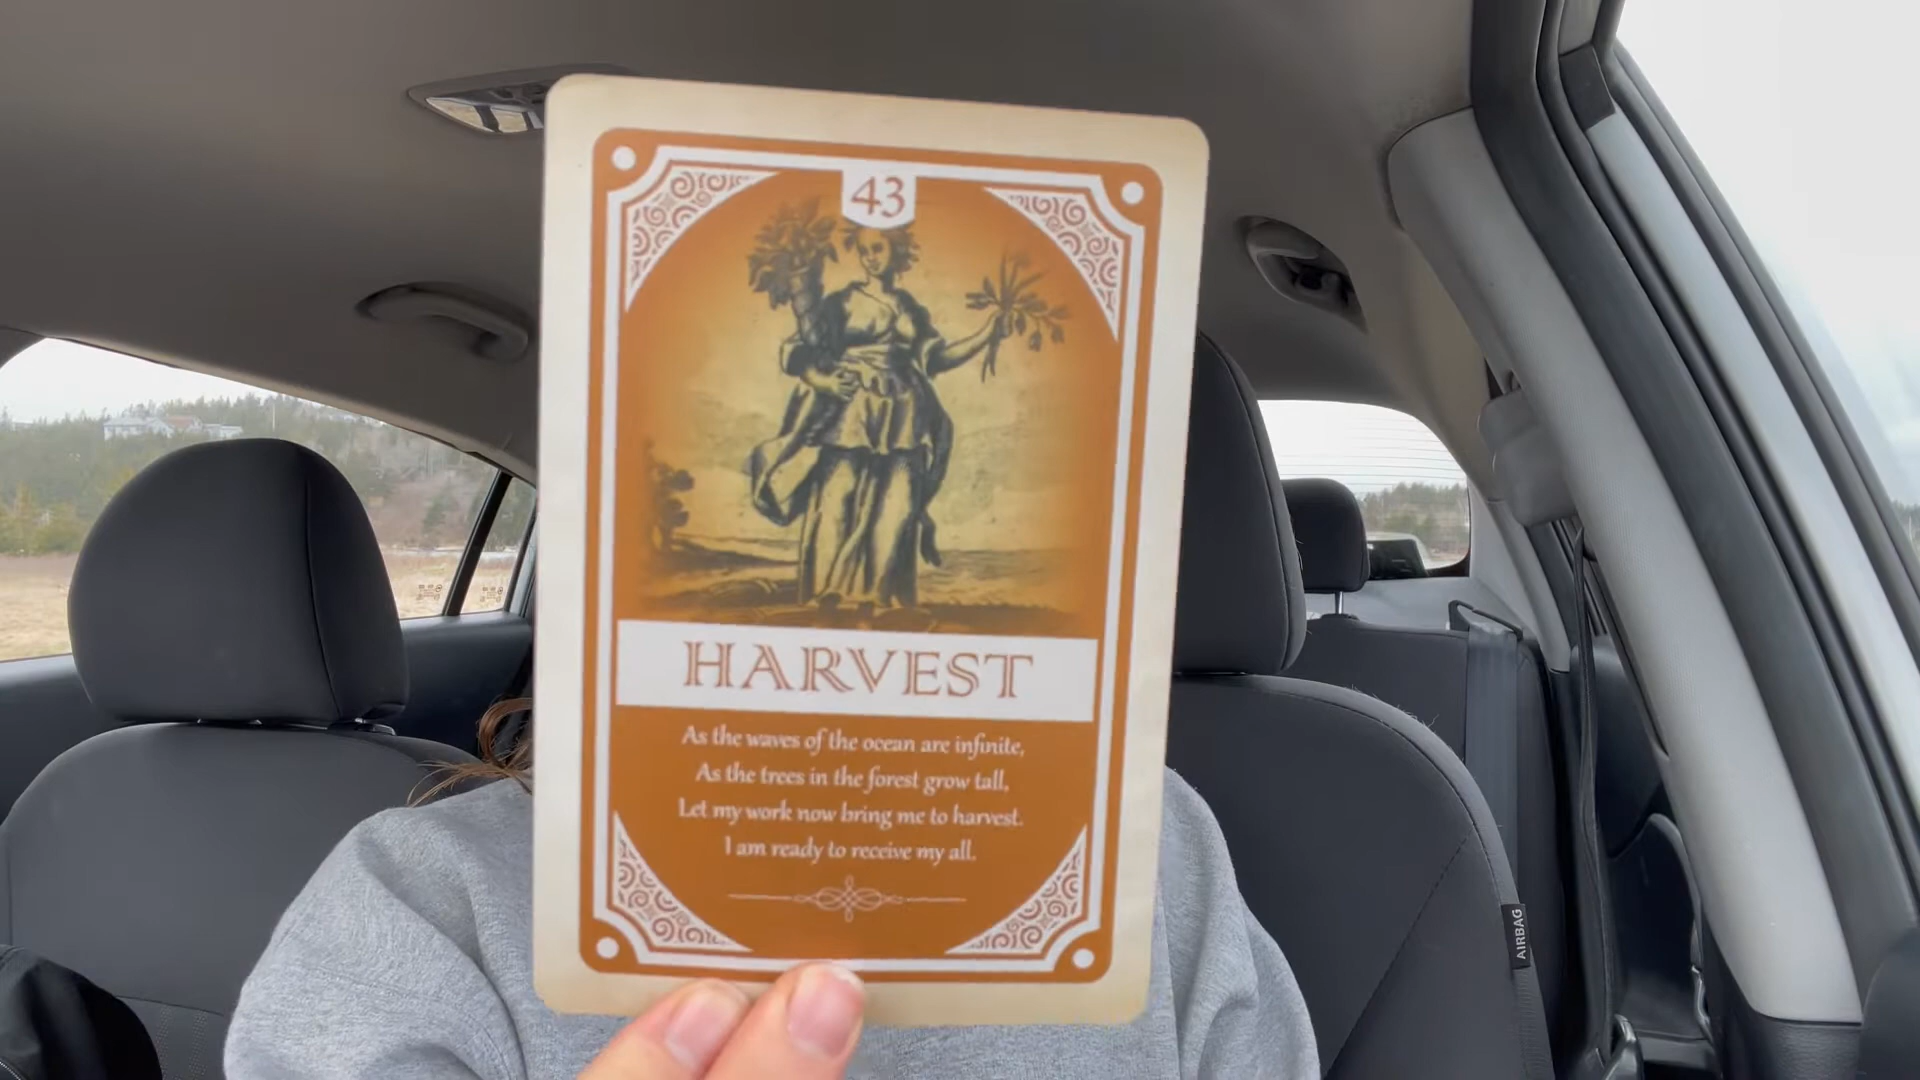 43
HARVEST
As the waves of the ocean are infinite,
As the trees in the forest grow tall,
Let my work now bring me to harvest.
I am ready to receive my all.
AIRBAG